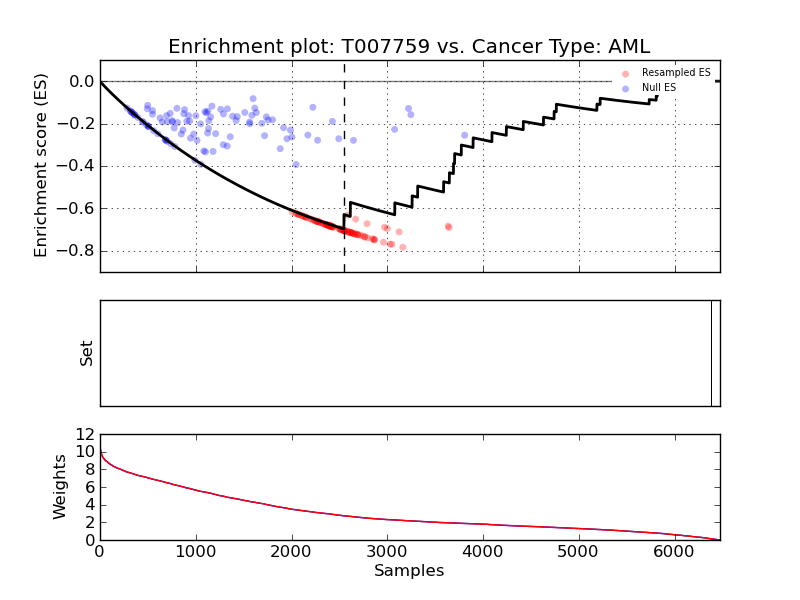 Enrichment plot: T007759 vs. Cancer Type: AML
Enrichment score (ES)
0.0
−0.2
−0.4
−0.6
−0.8
Resampled ES
Null ES
Set
Weights
12
10
8
6
4
2
0
0 1000 2000 3000 4000 5000 6000
Samples